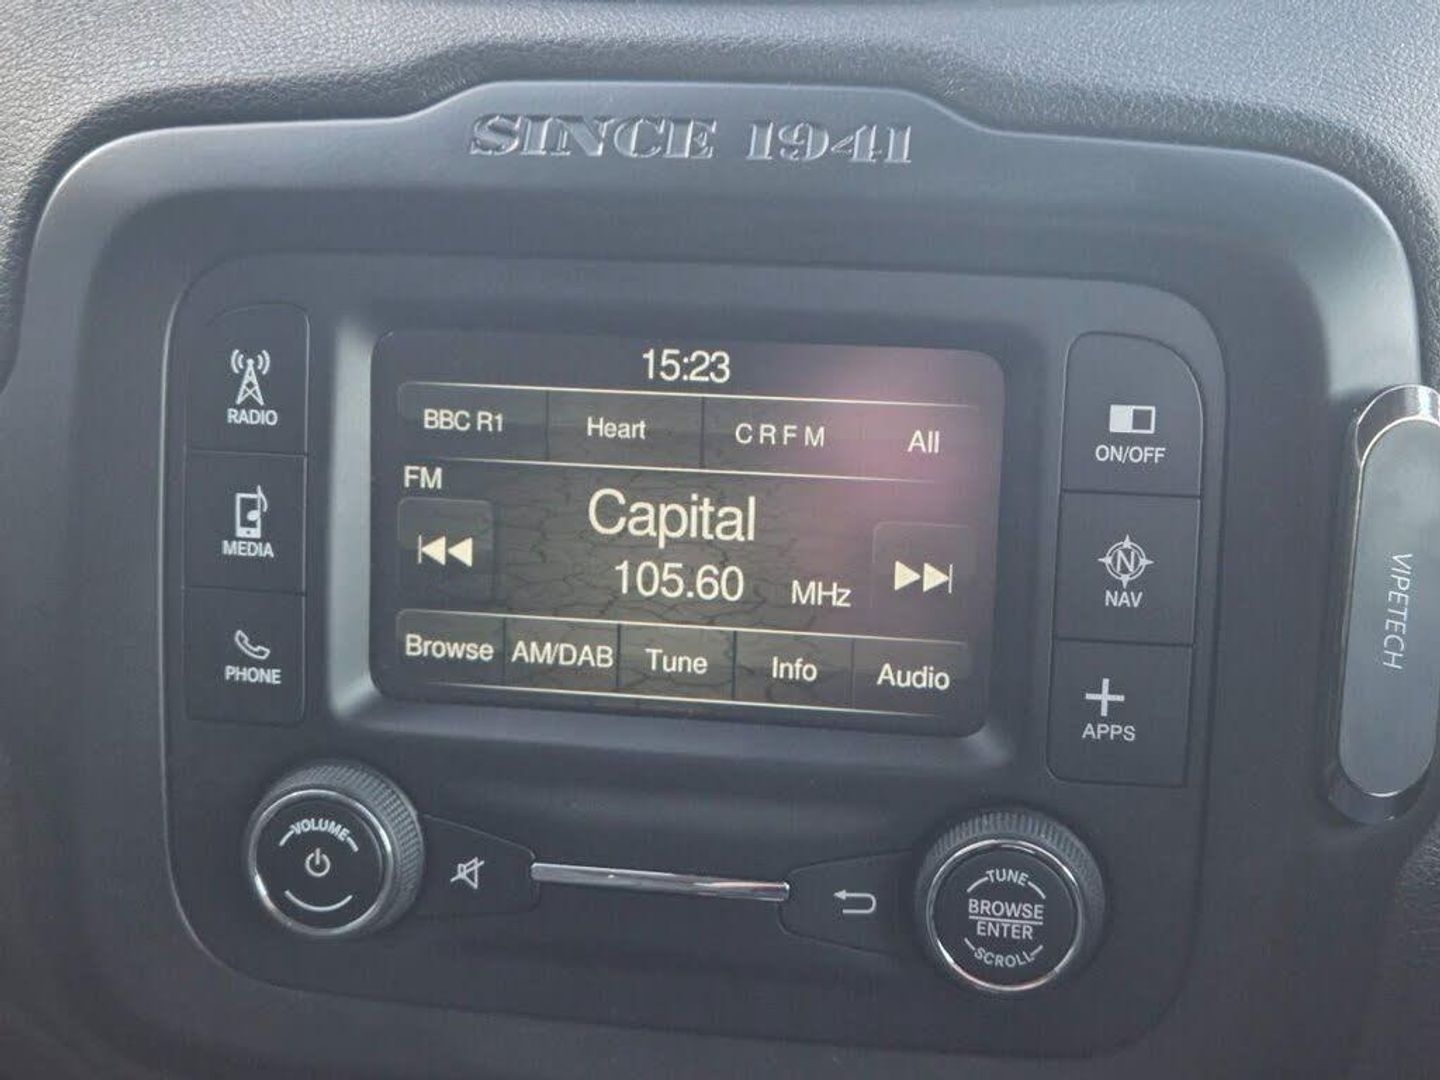 SINCE 1941
RADIO
MEDIA
PHONE
15:23
BBC R1 Heart CRFM All
FM
Capital
105.60 MHz
Browse AM/DAB Tune Info Audio
ON/OFF
N
NAV
APPS
VIPETECH
VOLUME
TUNE
BROWSE
ENTER
SCROLL